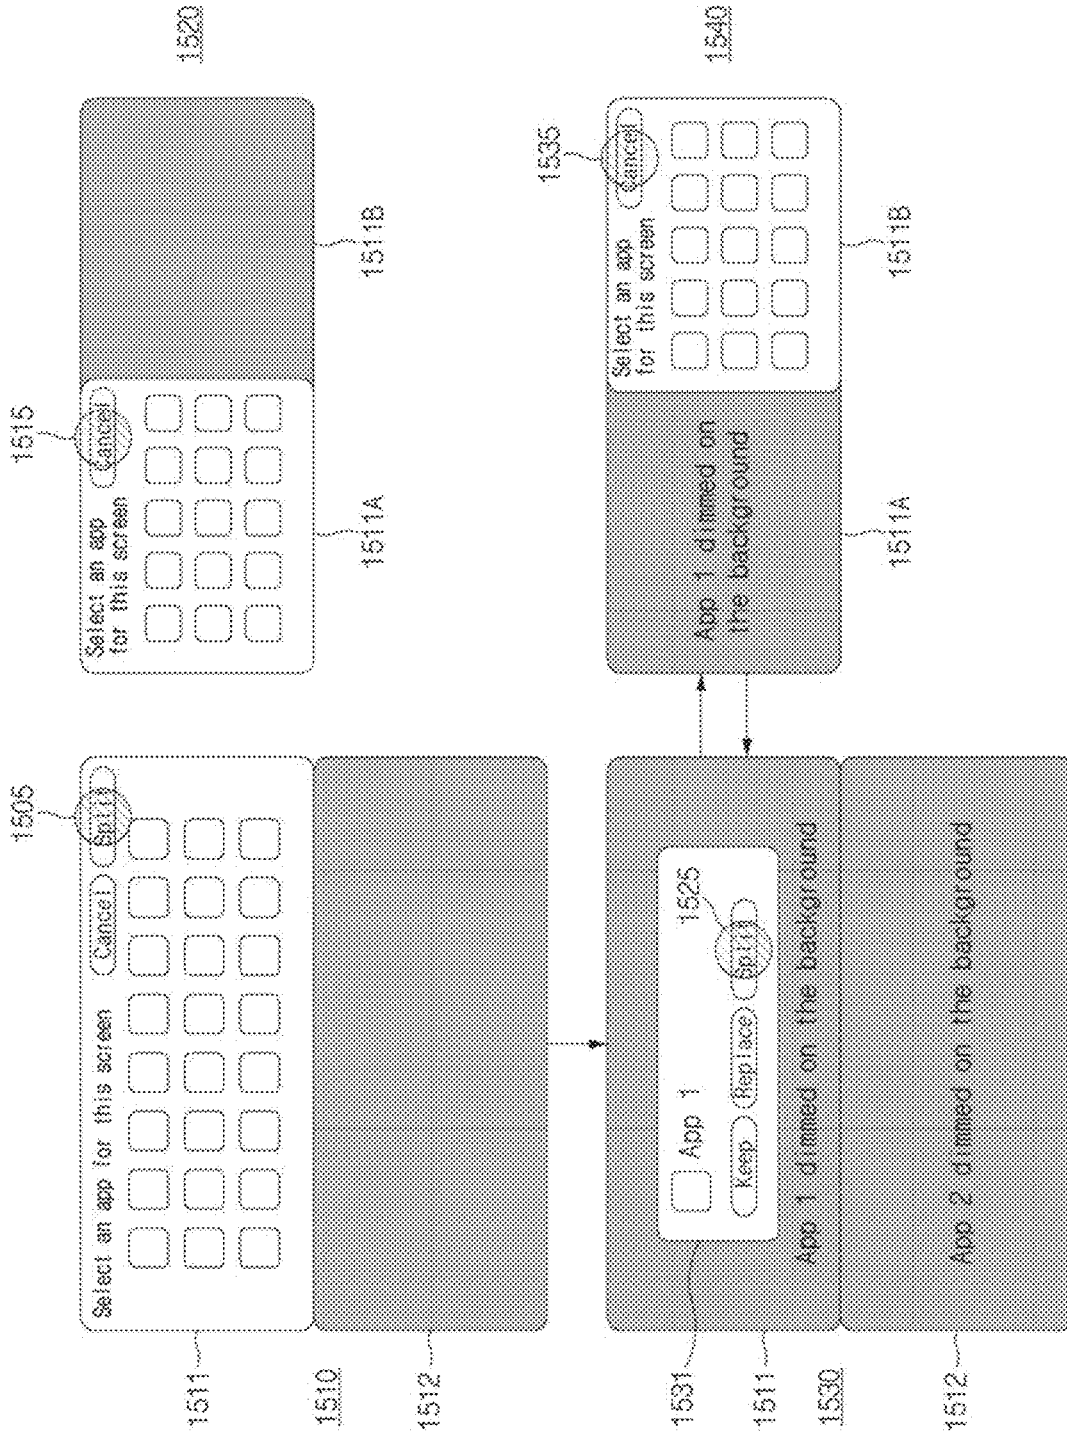 1505
Select an app for this screen
Cancel
Split
1511
1510
1512
1515
1520
Select an app
for this screen
Cancel
1511A
1511B
1525
App 1
Keep
Replace
Split
App 1 dimmed on the background
App 2 dimmed on the background
1531
1511
1530
1512
1535
1540
Select an app
for this screen
Cancel
App 1 dimmed on
the background
1511A
1511B